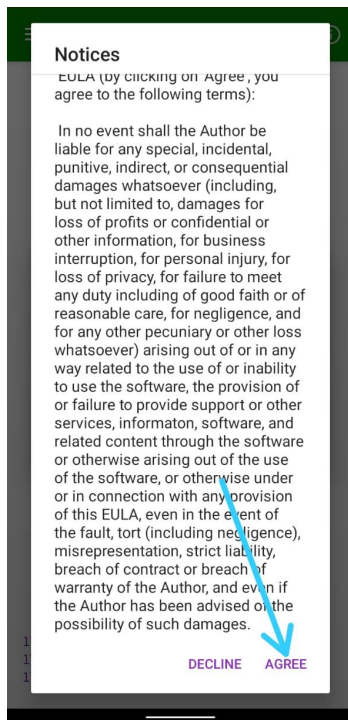 Notices
EULA (by clicking on 'Agree', you
agree to the following terms):
In no event shall the Author be
liable for any special, incidental,
punitive, indirect, or consequential
damages whatsoever (including,
but not limited to, damages for
loss of profits or confidential or
other information, for business
interruption, for personal injury, for
loss of privacy, for failure to meet
any duty including of good faith or of
reasonable care, for negligence, and
for any other pecuniary or other loss
whatsoever) arising out of or in any
way related to the use of or inability
to use the software, the provision of
or failure to provide support or other
services, informaton, software, and
related content through the software
or otherwise arising out of the use
of the software, or otherwise under
or in connection with any provision
of this EULA, even in the event of
the fault, tort (including negligence),
misrepresentation, strict liability,
breach of contract or breach of
warranty of the Author, and even if
the Author has been advised of the
possibility of such damages.
DECLINE AGREE